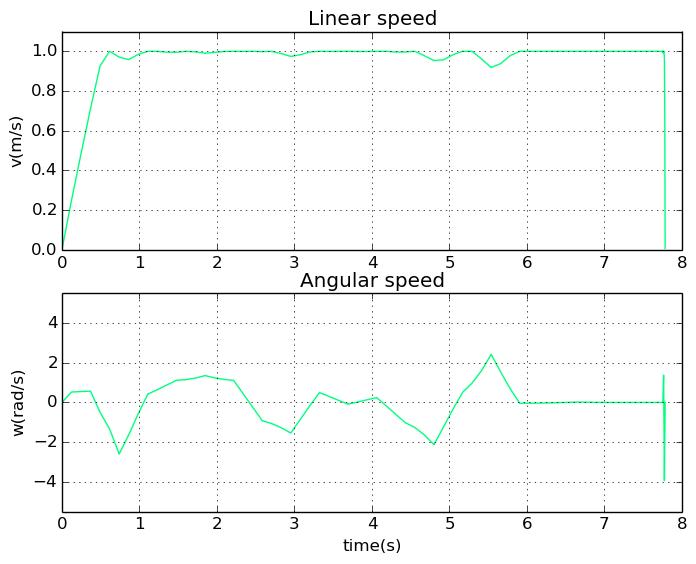 Linear speed
1.0
0.8
0.6
0.4
0.2
0.0
v(m/s)
0 1 2 3 4 5 6 7 8
Angular speed
4
2
0
−2
−4
w(rad/s)
0 1 2 3 4 5 6 7 8
time(s)